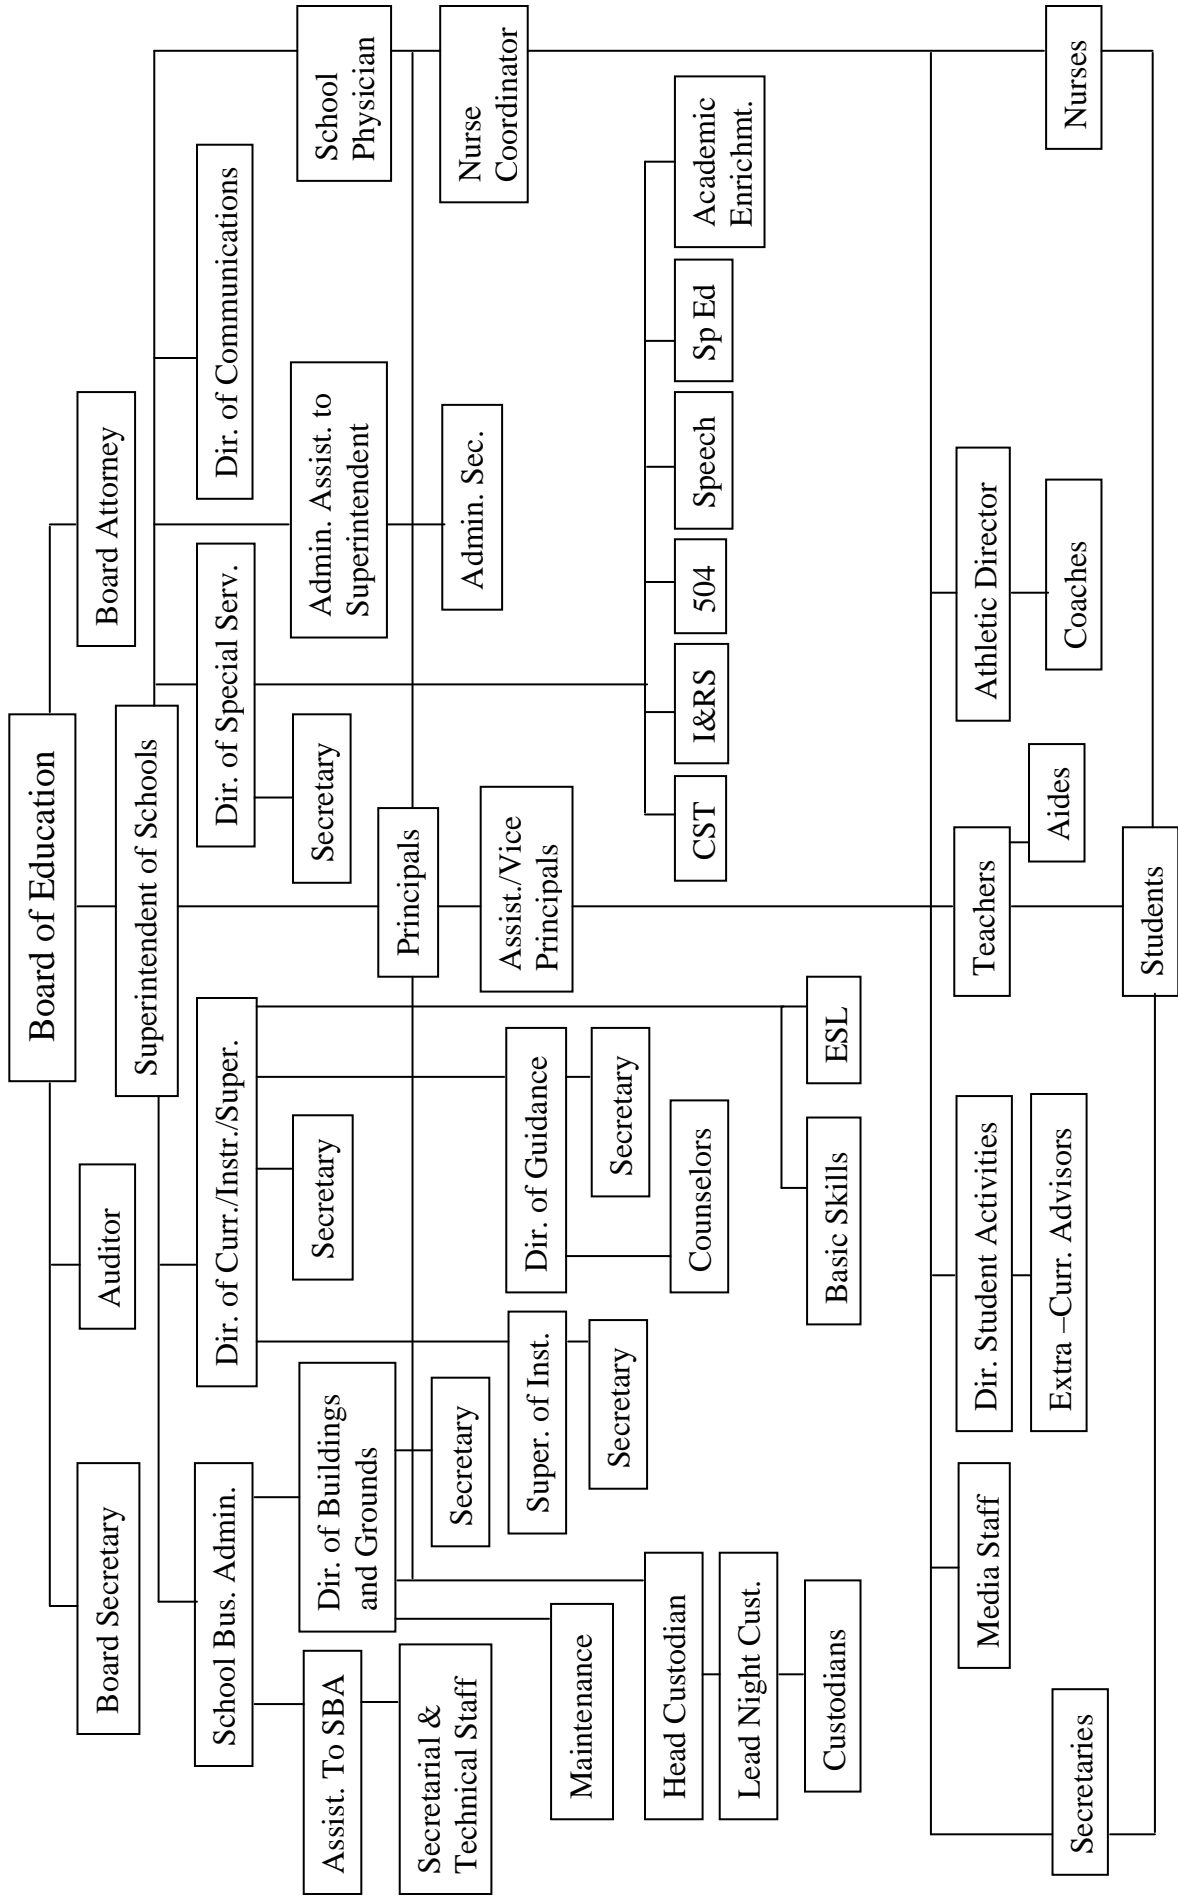 Board of Education
Board Secretary
Auditor
Board Attorney
Superintendent of Schools
School Bus. Admin.
Dir. of Curr./Instr./Super.
Dir. of Special Serv.
Dir. of Communications
Assist. To SBA
Dir. of Buildings
and Grounds
Secretary
Secretary
Admin. Assist. to
Superintendent
School
Physician
Secretarial &
Technical Staff
Secretary
Principals
Admin. Sec.
Nurse
Coordinator
Maintenance
Super. of Inst.
Dir. of Guidance
Assist./Vice
Principals
Secretary
Secretary
Head Custodian
Counselors
CST
I&RS
504
Speech
Sp Ed
Academic
Enrichmt.
Lead Night Cust.
Custodians
Basic Skills
ESL
Media Staff
Dir. Student Activities
Teachers
Athletic Director
Secretaries
Extra –Curr. Advisors
Aides
Coaches
Nurses
Students